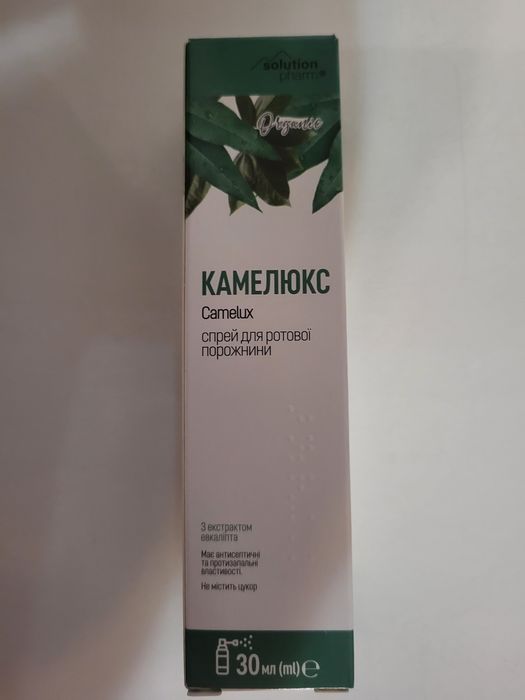 solution
pharm®
Organic
КАМЕЛЮКС
Camelux
спрей для ротової
порожнини
З екстрактом
евкаліпта
Має антисептичні
та протизапальні
властивості.
Не містить цукор
30 мл (ml) ℮